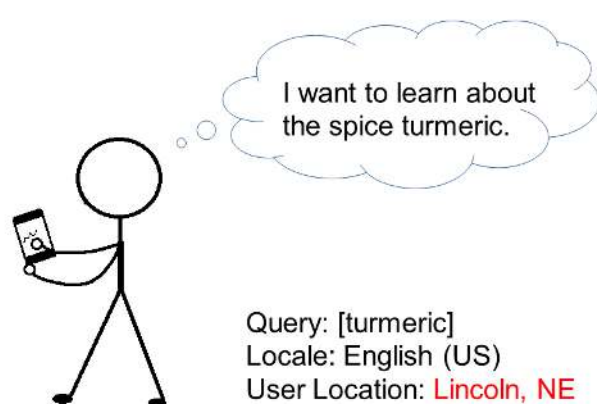 I want to learn about
the spice turmeric.
Query: [turmeric]
Locale: English (US)
User Location: Lincoln, NE